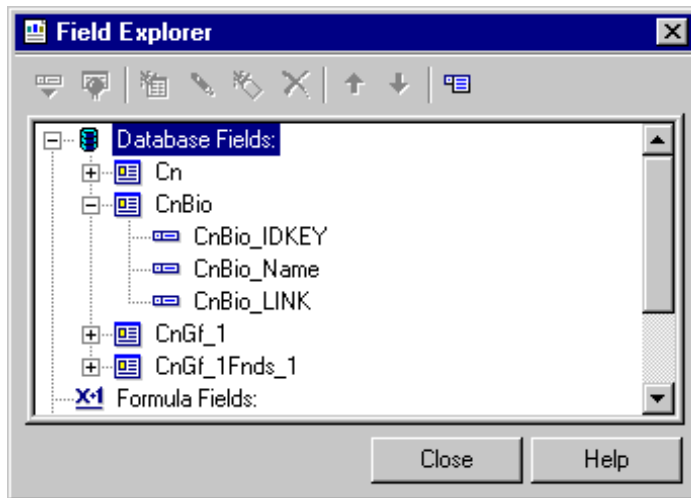 Field Explorer
Database Fields:
Cn
CnBio
CnBio_IDKEY
CnBio_Name
CnBio_LINK
CnGf_1
CnGf_1Fnds_1
X+1 Formula Fields:
Close Help